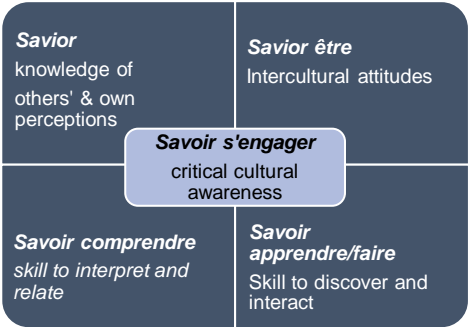 Savior
knowledge of
others' & own
perceptions
Savior être
Intercultural attitudes
Savoir s'engager
critical cultural
awareness
Savoir comprendre
skill to interpret and
relate
Savoir
apprendre/faire
Skill to discover and
interact